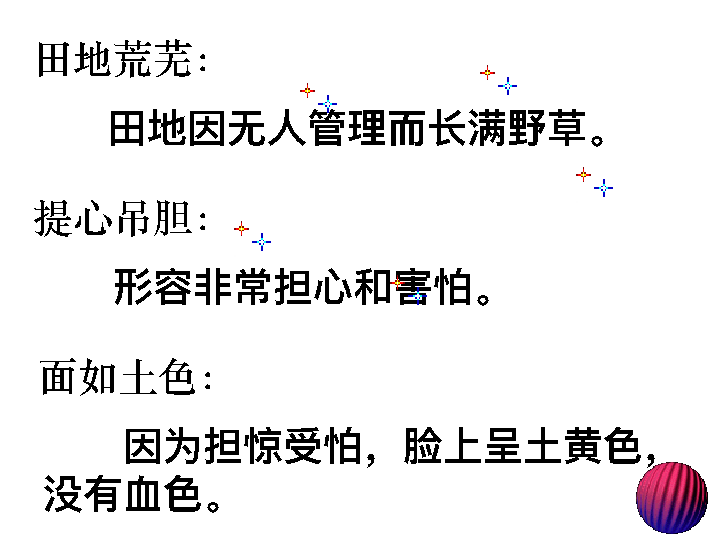 田地荒芜：
田地因无人管理而长满野草。
提心吊胆：
形容非常担心和害怕。
面如土色：
因为担惊受怕，脸上呈土黄色，
没有血色。